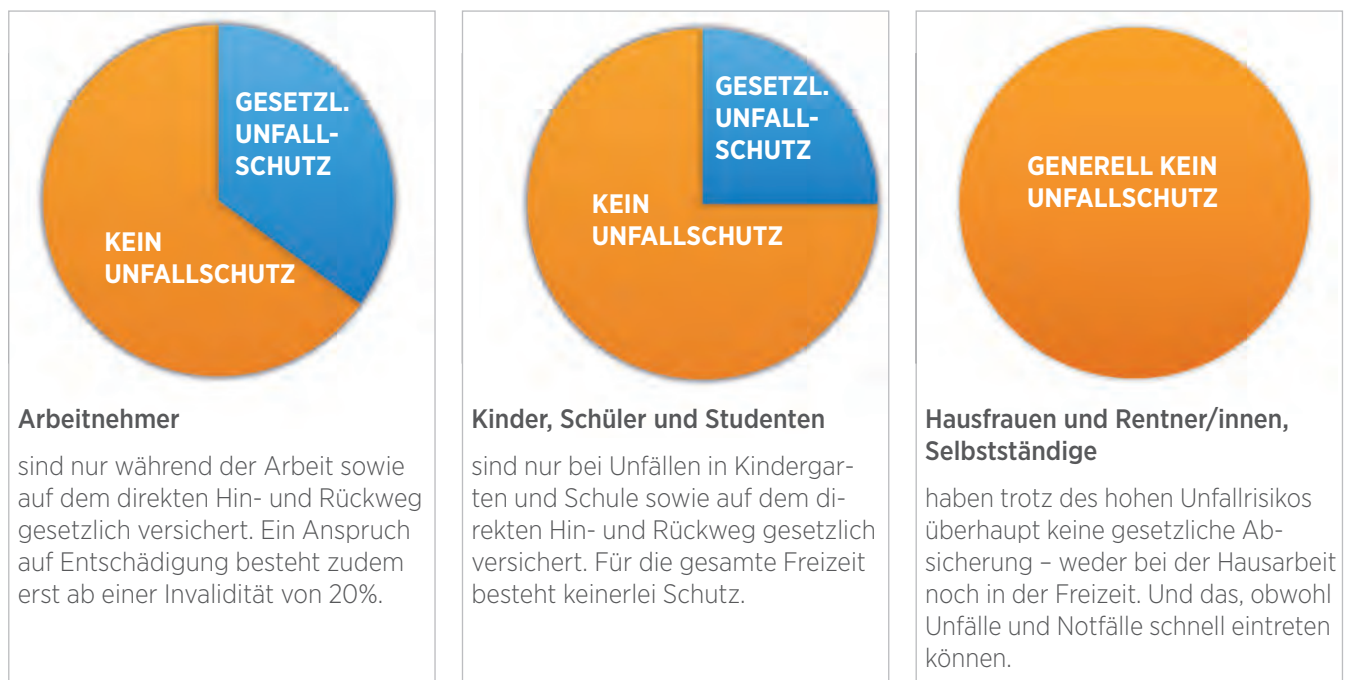 GESETZL.
UNFALL-
SCHUTZ
KEIN
UNFALLSCHUTZ
Arbeitnehmer
sind nur während der Arbeit sowie
auf dem direkten Hin- und Rückweg
gesetzlich versichert. Ein Anspruch
auf Entschädigung besteht zudem
erst ab einer Invalidität von 20%.
GESETZL.
UNFALL-
SCHUTZ
KEIN
UNFALLSCHUTZ
Kinder, Schüler und Studenten
sind nur bei Unfällen in Kindergar-
ten und Schule sowie auf dem di-
rekten Hin- und Rückweg gesetzlich
versichert. Für die gesamte Freizeit
besteht keinerlei Schutz.
GENERELL KEIN
UNFALLSCHUTZ
Hausfrauen und Rentner/innen,
Selbstständige
haben trotz des hohen Unfallrisikos
überhaupt keine gesetzliche Ab-
sicherung – weder bei der Hausarbeit
noch in der Freizeit. Und das, obwohl
Unfälle und Notfälle schnell eintreten
können.